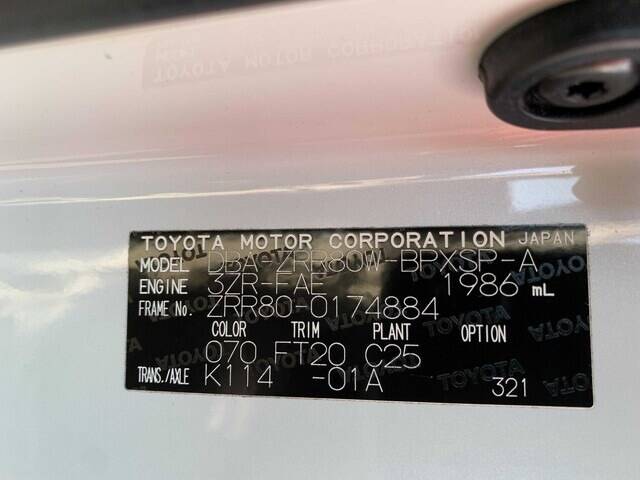 TOYOTA MOTOR CORPORATION JAPAN
MODEL DBA-ZRR80W-BPXSP-A
ENGINE 3ZR-FAE 1986 mL
FRAME No. ZRR80-0174884
COLOR TRIM PLANT OPTION
070 FT20 C25
TRANS./AXLE K114 -01A 321